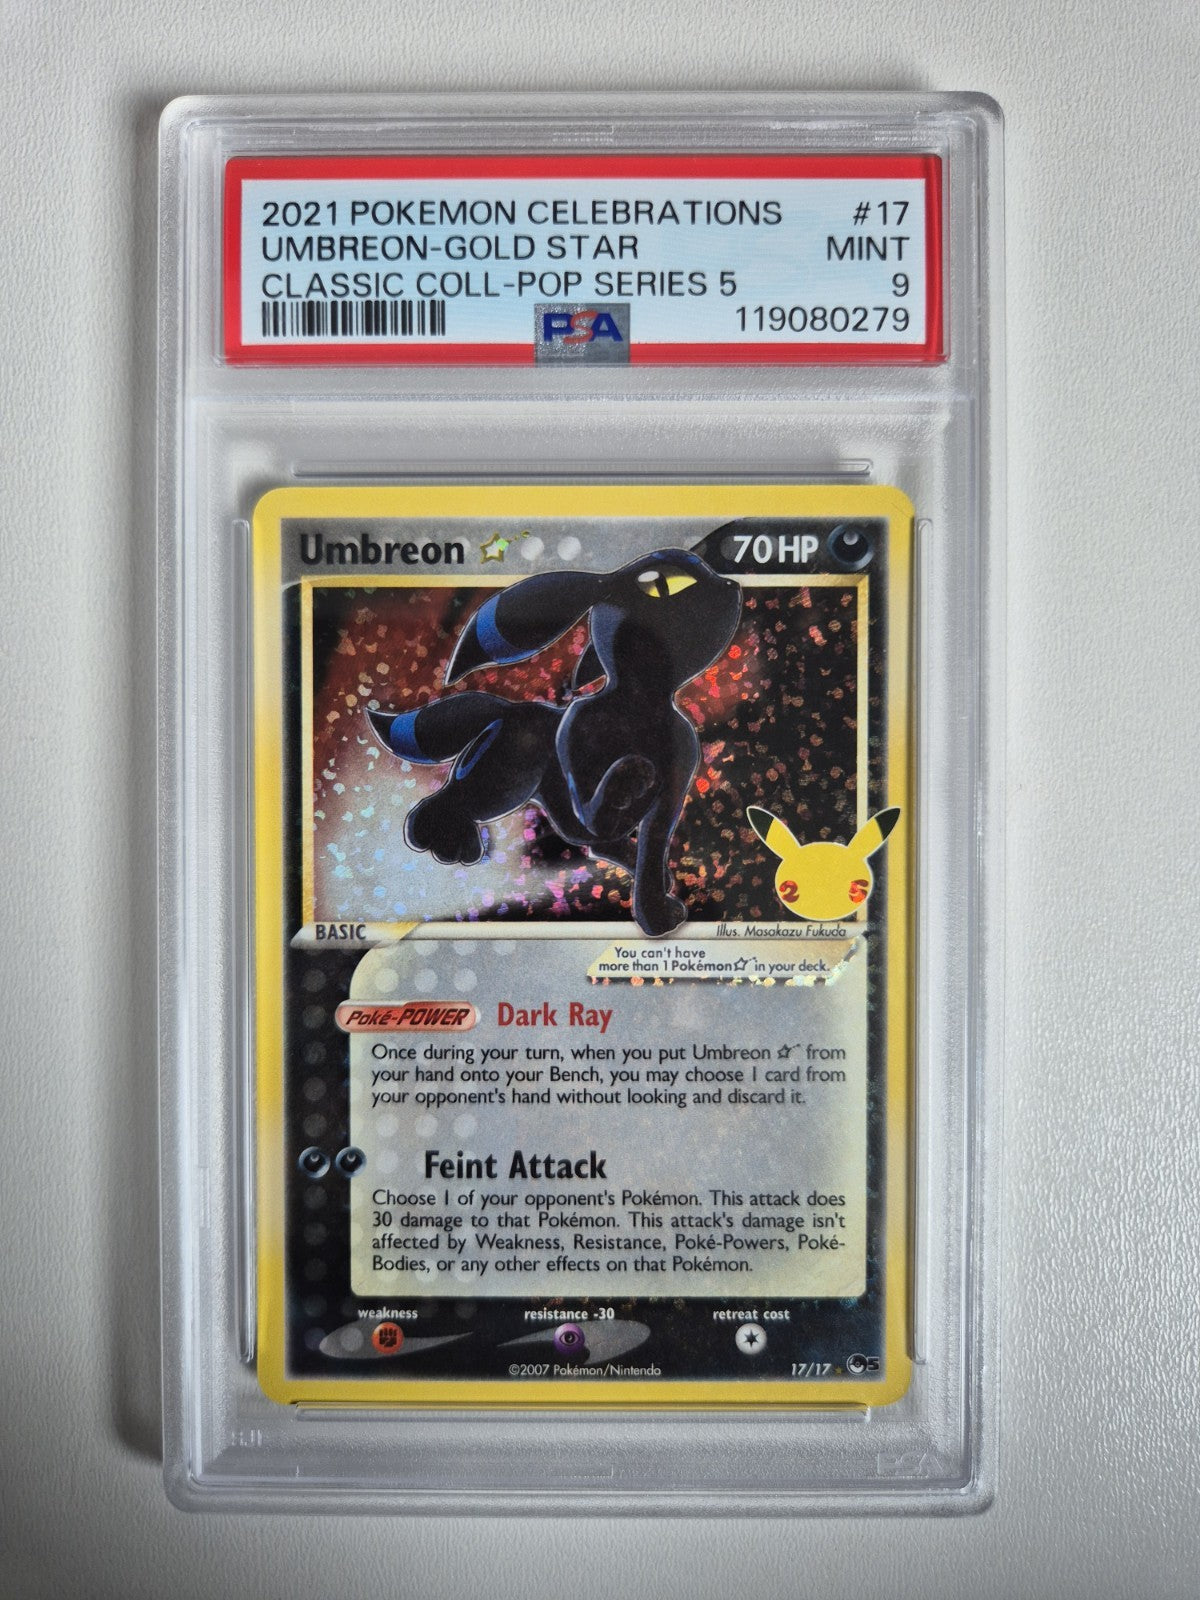 2021 POKEMON CELEBRATIONS #17
UMBREON-GOLD STAR MINT
CLASSIC COLL-POP SERIES 5 9
PSA 119080279
Umbreon 70 HP
2 5
BASIC Illus. Masakazu Fukuda
You can't have
more than 1 Pokémon☆ in your deck.
Poké-POWER Dark Ray
Once during your turn, when you put Umbreon ☆ from
your hand onto your Bench, you may choose 1 card from
your opponent's hand without looking and discard it.
Feint Attack
Choose 1 of your opponent's Pokémon. This attack does
30 damage to that Pokémon. This attack's damage isn't
affected by Weakness, Resistance, Poké-Powers, Poké-
Bodies, or any other effects on that Pokémon.
weakness resistance -30 retreat cost
©2007 Pokémon/Nintendo 17/17 ★ 5
PSA